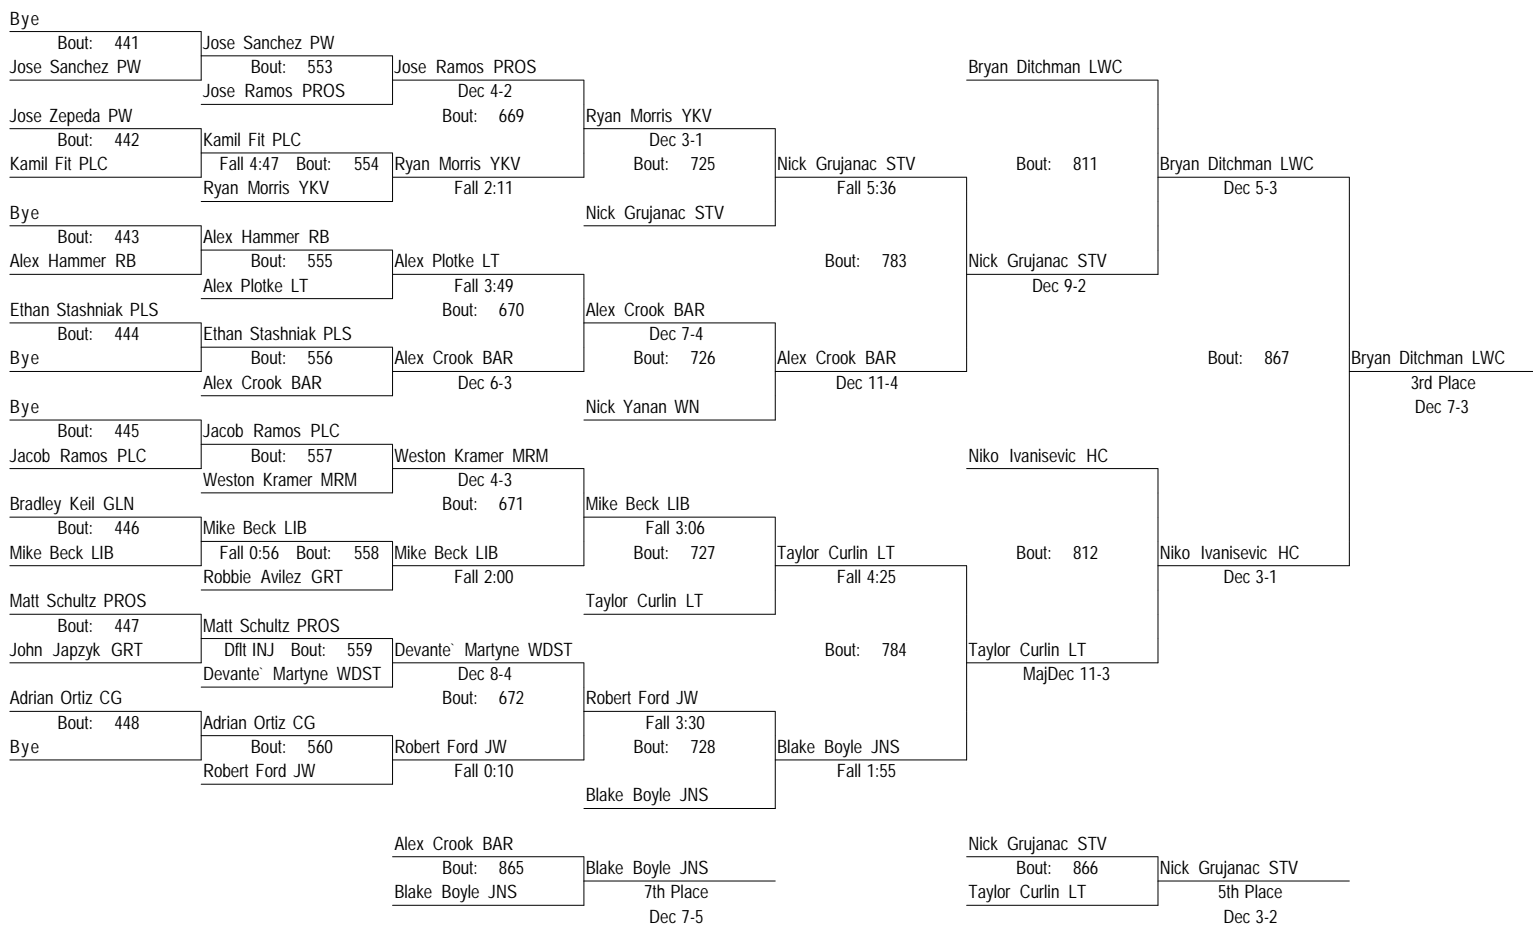 Bye
Bout: 441
Jose Sanchez PW
Jose Zepeda PW
Bout: 442
Kamil Fit PLC
Bye
Bout: 443
Alex Hammer RB
Ethan Stashniak PLS
Bout: 444
Bye
Bye
Bout: 445
Jacob Ramos PLC
Bradley Keil GLN
Bout: 446
Mike Beck LIB
Matt Schultz PROS
Bout: 447
John Japzyk GRT
Adrian Ortiz CG
Bout: 448
Bye
Jose Sanchez PW
Bout: 553
Jose Ramos PROS
Kamil Fit PLC
Fall 4:47 Bout: 554
Ryan Morris YKV
Alex Hammer RB
Bout: 555
Alex Plotke LT
Ethan Stashniak PLS
Bout: 556
Alex Crook BAR
Jacob Ramos PLC
Bout: 557
Weston Kramer MRM
Mike Beck LIB
Fall 0:56 Bout: 558
Robbie Avilez GRT
Matt Schultz PROS
Dflt INJ Bout: 559
Devante` Martyne WDST
Adrian Ortiz CG
Bout: 560
Robert Ford JW
Jose Ramos PROS
Dec 4-2
Bout: 669
Ryan Morris YKV
Fall 2:11
Alex Plotke LT
Fall 3:49
Bout: 670
Alex Crook BAR
Dec 6-3
Weston Kramer MRM
Dec 4-3
Bout: 671
Mike Beck LIB
Fall 2:00
Devante` Martyne WDST
Dec 8-4
Bout: 672
Robert Ford JW
Fall 0:10
Ryan Morris YKV
Dec 3-1
Bout: 725
Nick Grujanac STV
Alex Crook BAR
Dec 7-4
Bout: 726
Nick Yanan WN
Mike Beck LIB
Fall 3:06
Bout: 727
Taylor Curlin LT
Robert Ford JW
Fall 3:30
Bout: 728
Blake Boyle JNS
Nick Grujanac STV
Fall 5:36
Bout: 783
Alex Crook BAR
Dec 11-4
Taylor Curlin LT
Fall 4:25
Bout: 784
Blake Boyle JNS
Fall 1:55
Bryan Ditchman LWC
Bout: 811
Nick Grujanac STV
Dec 9-2
Niko Ivanisevic HC
Bout: 812
Taylor Curlin LT
MajDec 11-3
Bryan Ditchman LWC
Dec 5-3
Bout: 867
Niko Ivanisevic HC
Dec 3-1
Bryan Ditchman LWC
3rd Place
Dec 7-3
Alex Crook BAR
Bout: 865
Blake Boyle JNS
Blake Boyle JNS
7th Place
Dec 7-5
Nick Grujanac STV
Bout: 866
Taylor Curlin LT
Nick Grujanac STV
5th Place
Dec 3-2